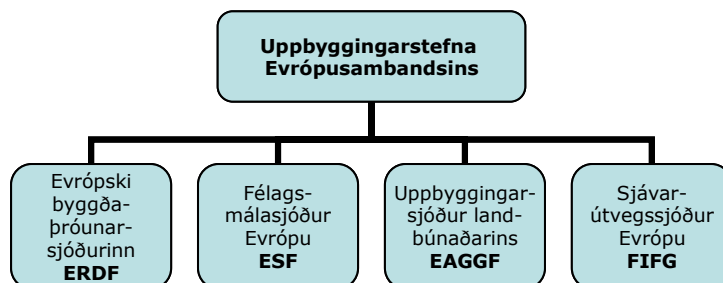 Uppbyggingarstefna
Evrópusambandsins
Evrópski
byggða-
þróunar-
sjóðurinn
ERDF
Félags-
málasjóður
Evrópu
ESF
Uppbyggingar-
sjóður land-
búnaðarins
EAGGF
Sjávar-
útvegssjóður
Evrópu
FIFG